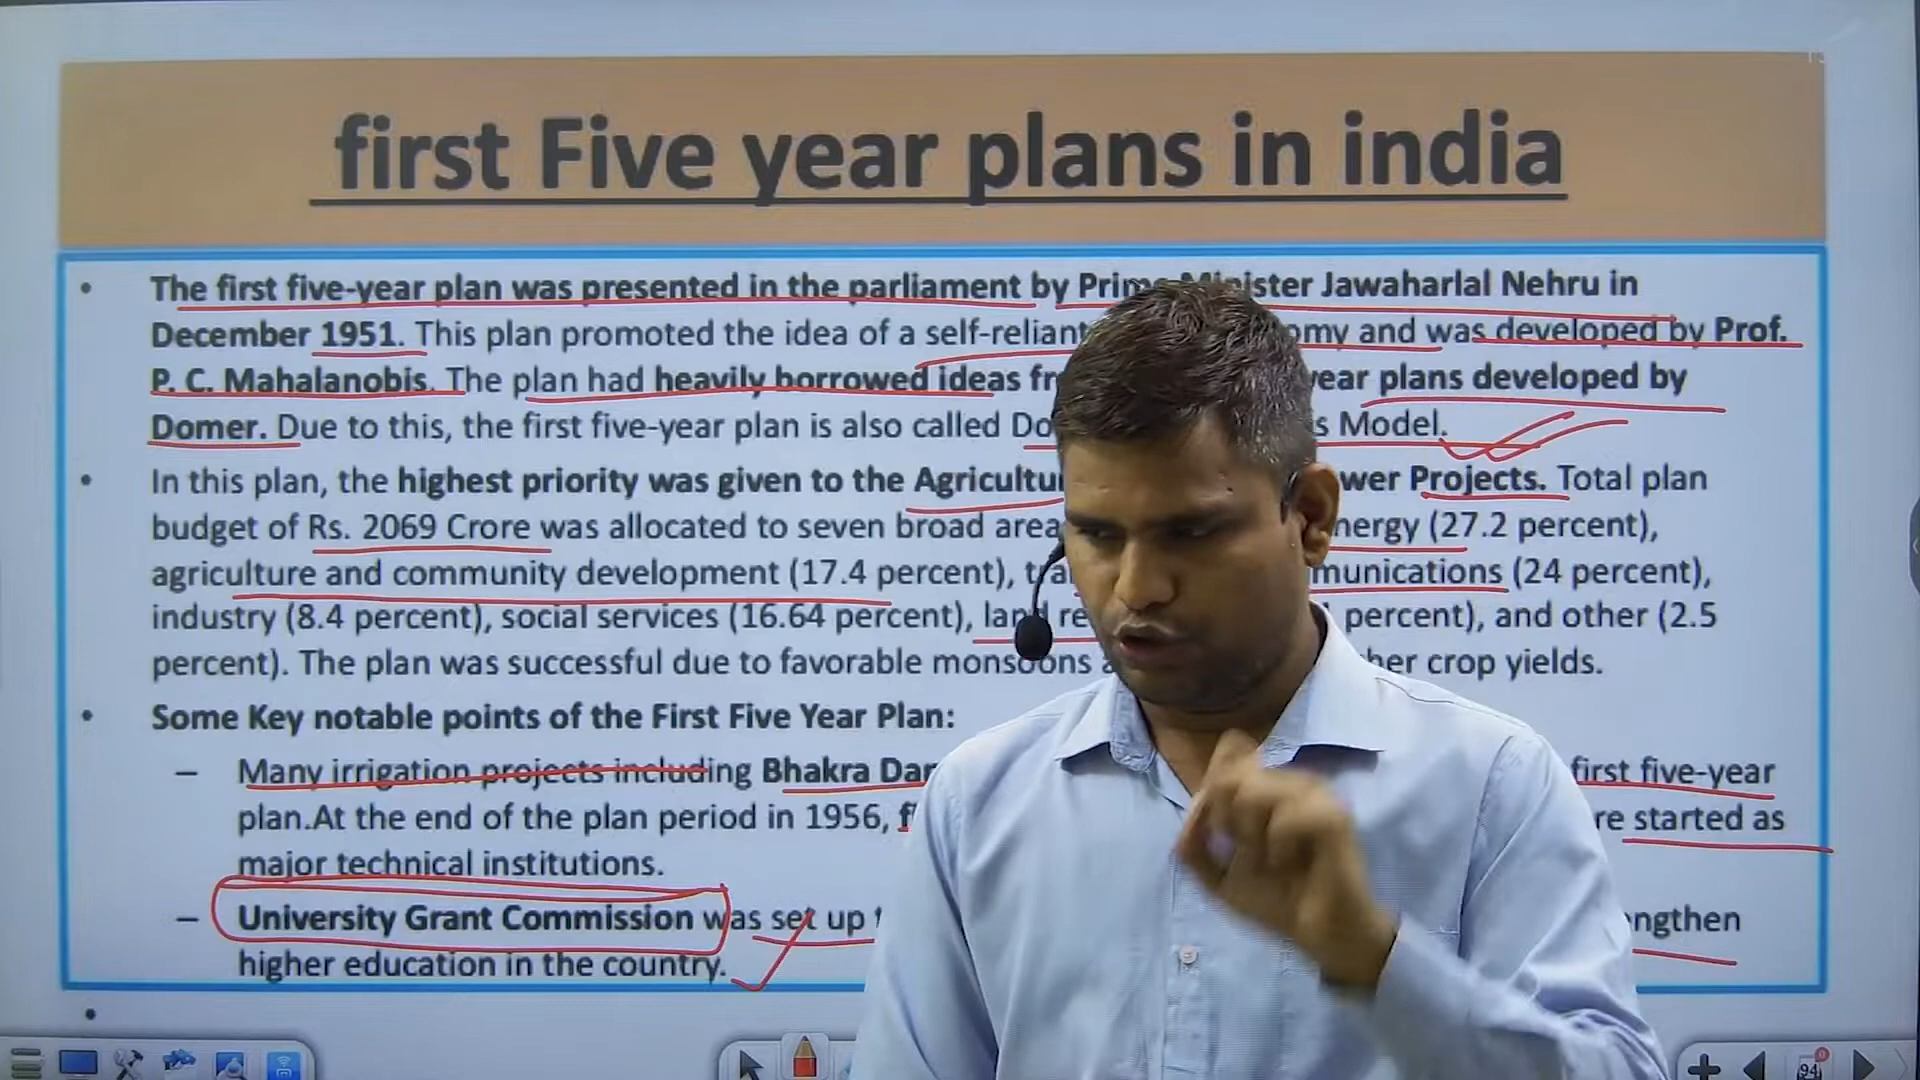 first Five year plans in india
• The first five-year plan was presented in the parliament by Prime Minister Jawaharlal Nehru in
December 1951. This plan promoted the idea of a self-reliant omy and was developed by Prof.
P. C. Mahalanobis. The plan had heavily borrowed ideas year plans developed by
Domer. Due to this, the first five-year plan is also called Model.
• In this plan, the highest priority was given to the Projects. Total plan
budget of Rs. 2069 Crore was allocated to seven broad nergy (27.2 percent),
agriculture and community development (17.4 percent), munications (24 percent),
industry (8.4 percent), social services (16.64 percent), land percent), and other (2.5
percent). The plan was successful due to favorable monsoons crop yields.
• Some Key notable points of the First Five Year Plan:
– Many irrigation projects including Bhakra first five-year
plan.At the end of the plan period in 1956, started as
major technical institutions.
– University Grant Commission was set up ngthen
higher education in the country.
•
94